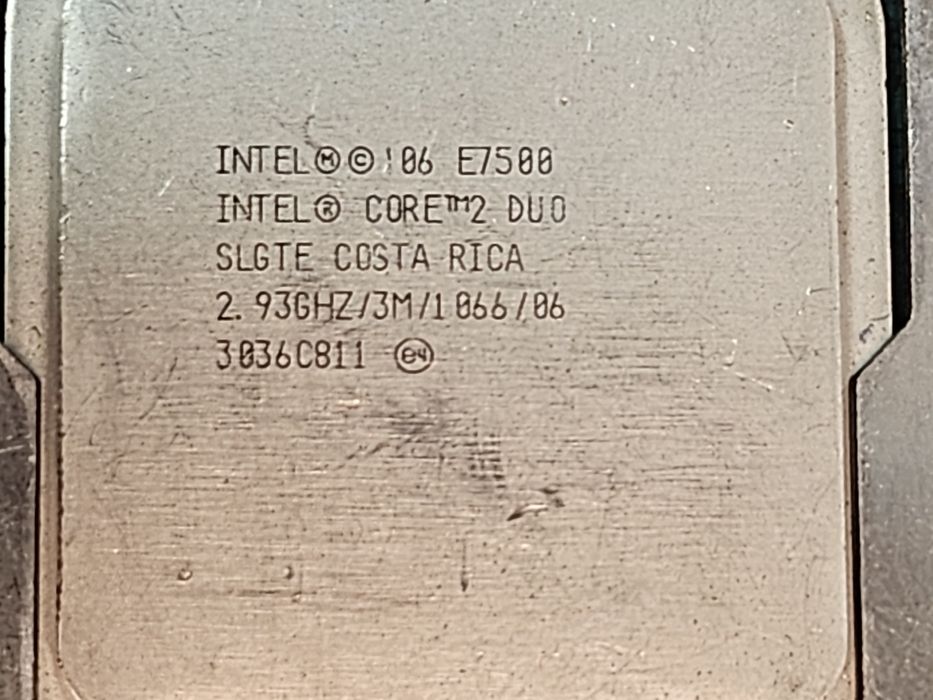 INTEL Ⓜ © '06 E7500
INTEL® CORE™2 DUO
SLGTE COSTA RICA
2.93GHZ/3M/1066/06
3036C811 e4